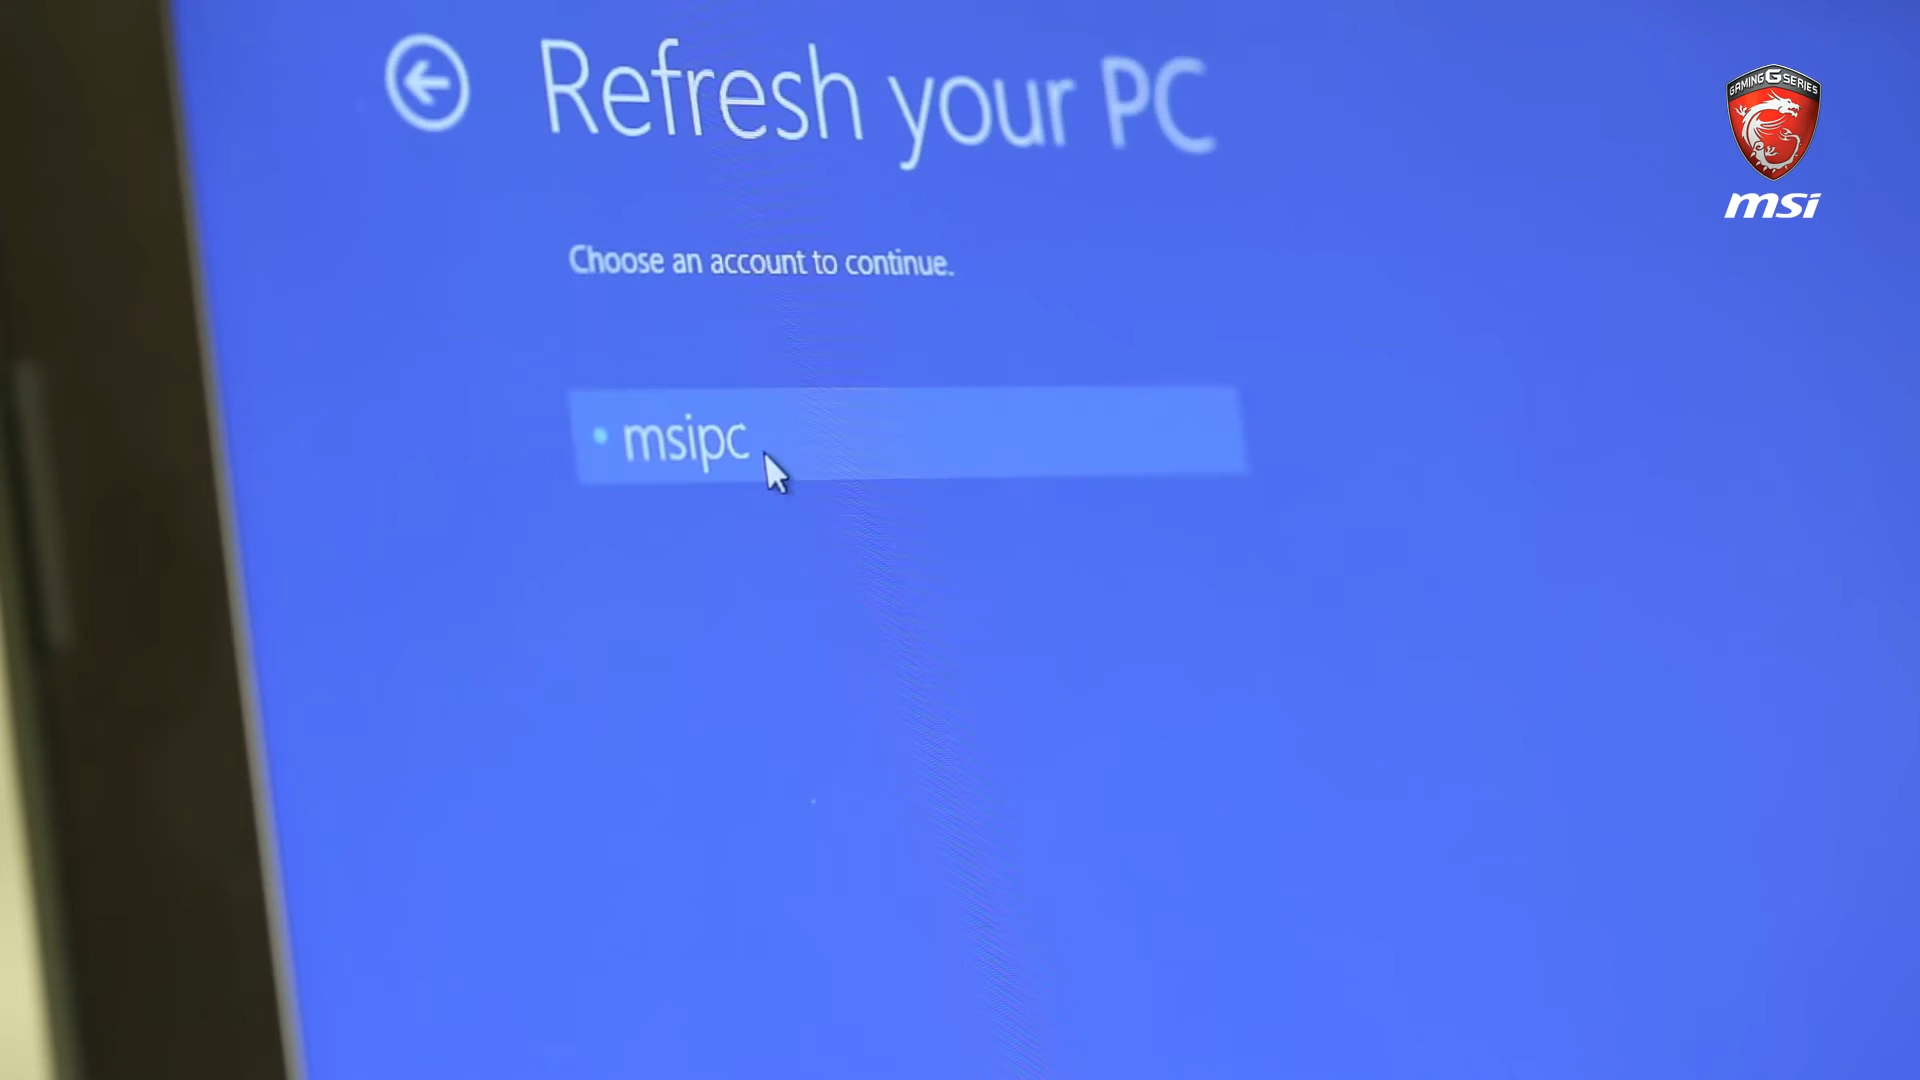 Refresh your PC
GAMING G SERIES
msi
Choose an account to continue.
msipc